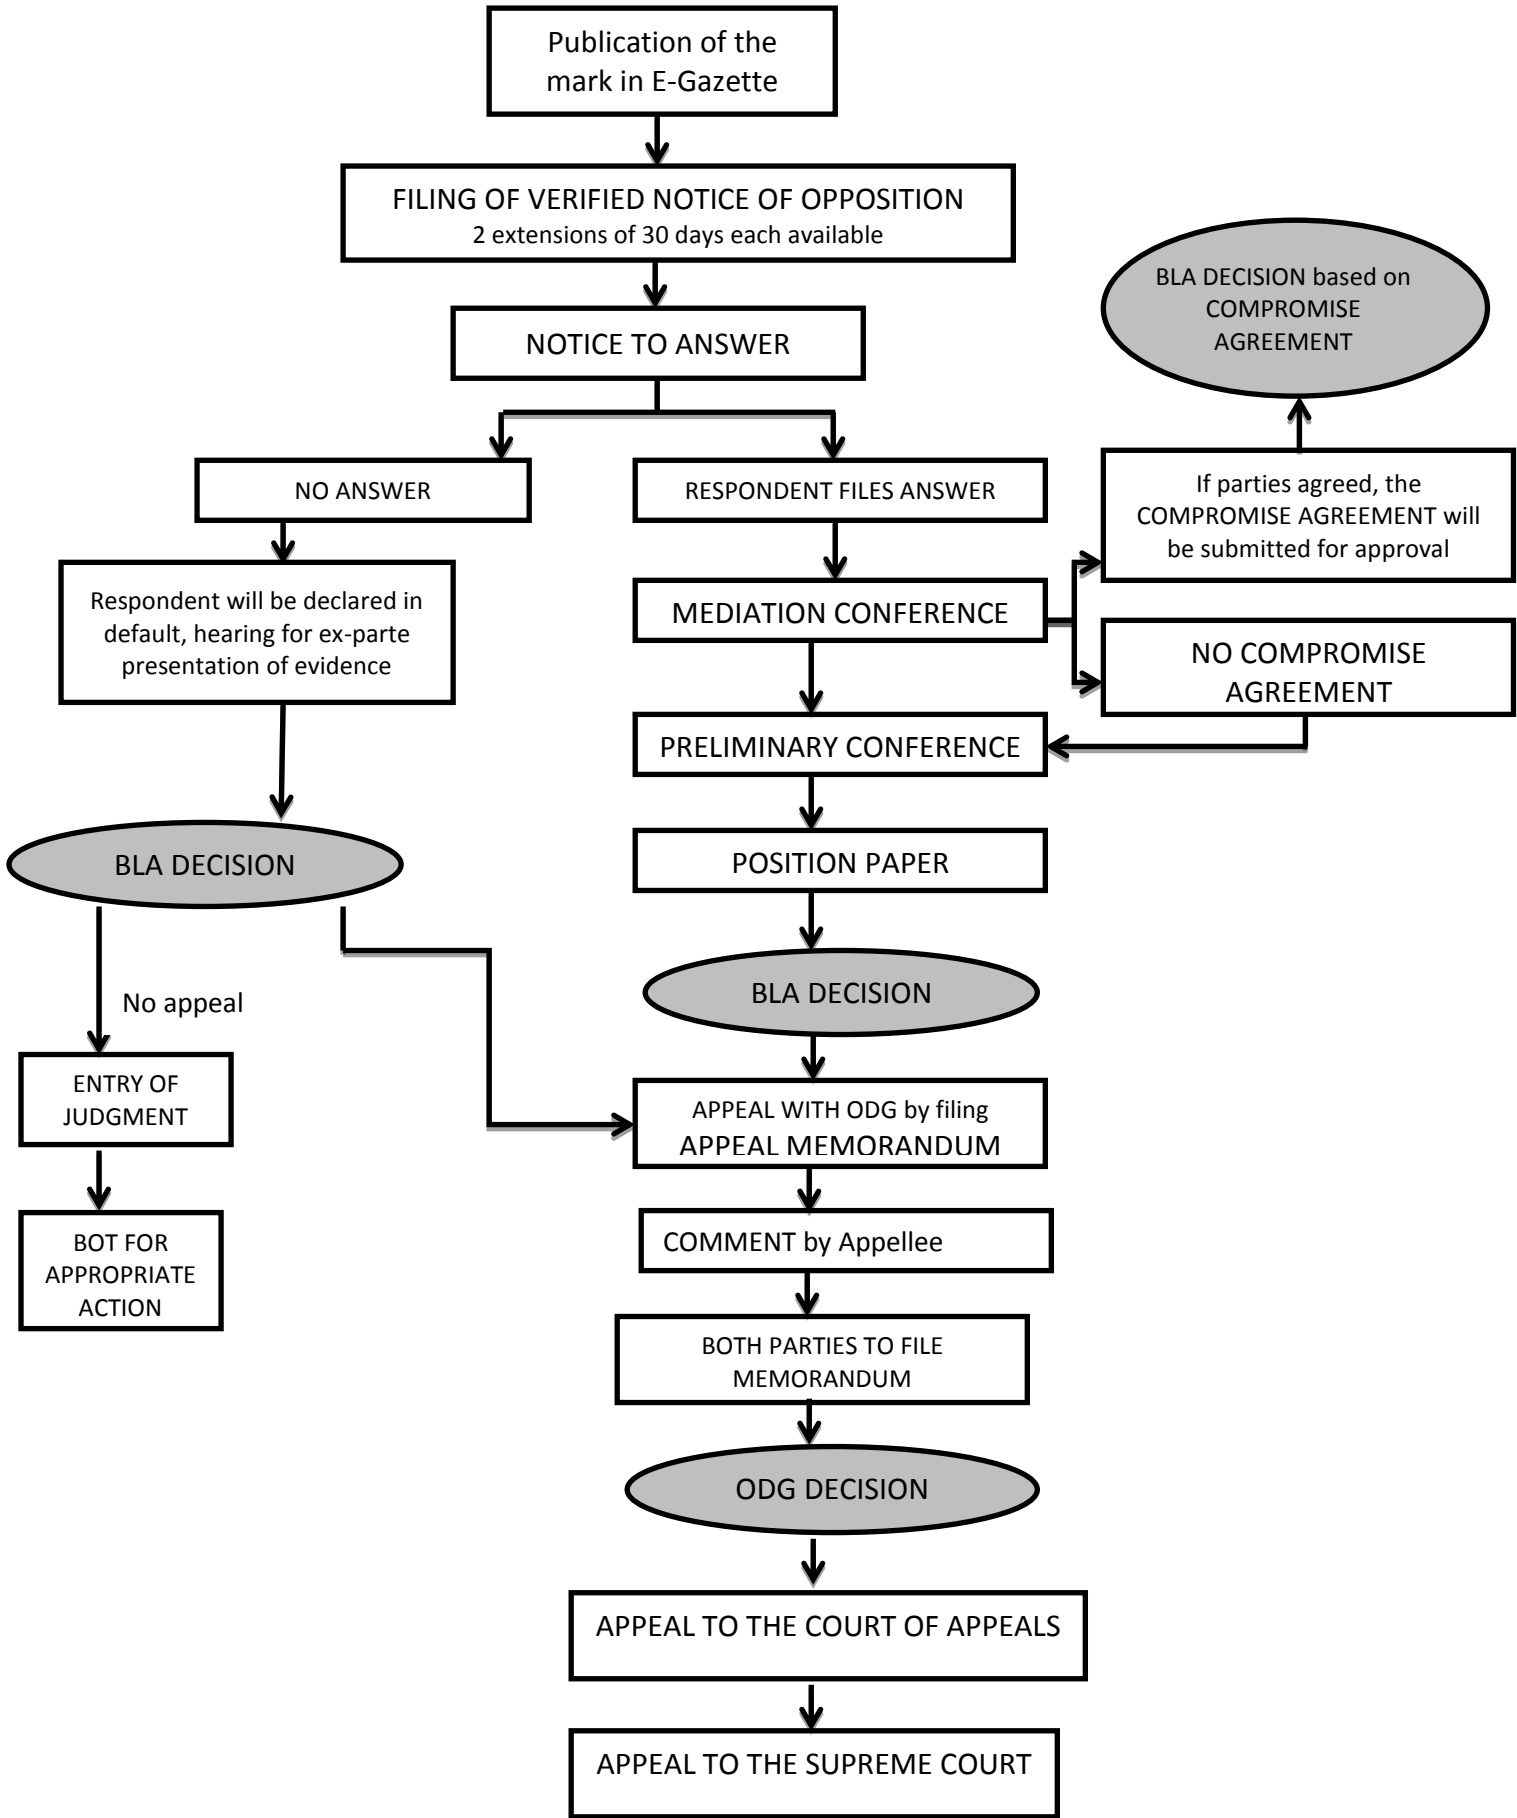 Publication of the
mark in E-Gazette
FILING OF VERIFIED NOTICE OF OPPOSITION
2 extensions of 30 days each available
NOTICE TO ANSWER
BLA DECISION based on
COMPROMISE
AGREEMENT
NO ANSWER
RESPONDENT FILES ANSWER
If parties agreed, the
COMPROMISE AGREEMENT will
be submitted for approval
Respondent will be declared in
default, hearing for ex-parte
presentation of evidence
MEDIATION CONFERENCE
NO COMPROMISE
AGREEMENT
PRELIMINARY CONFERENCE
BLA DECISION
POSITION PAPER
BLA DECISION
No appeal
ENTRY OF
JUDGMENT
APPEAL WITH ODG by filing
APPEAL MEMORANDUM
BOT FOR
APPROPRIATE
ACTION
COMMENT by Appellee
BOTH PARTIES TO FILE
MEMORANDUM
ODG DECISION
APPEAL TO THE COURT OF APPEALS
APPEAL TO THE SUPREME COURT